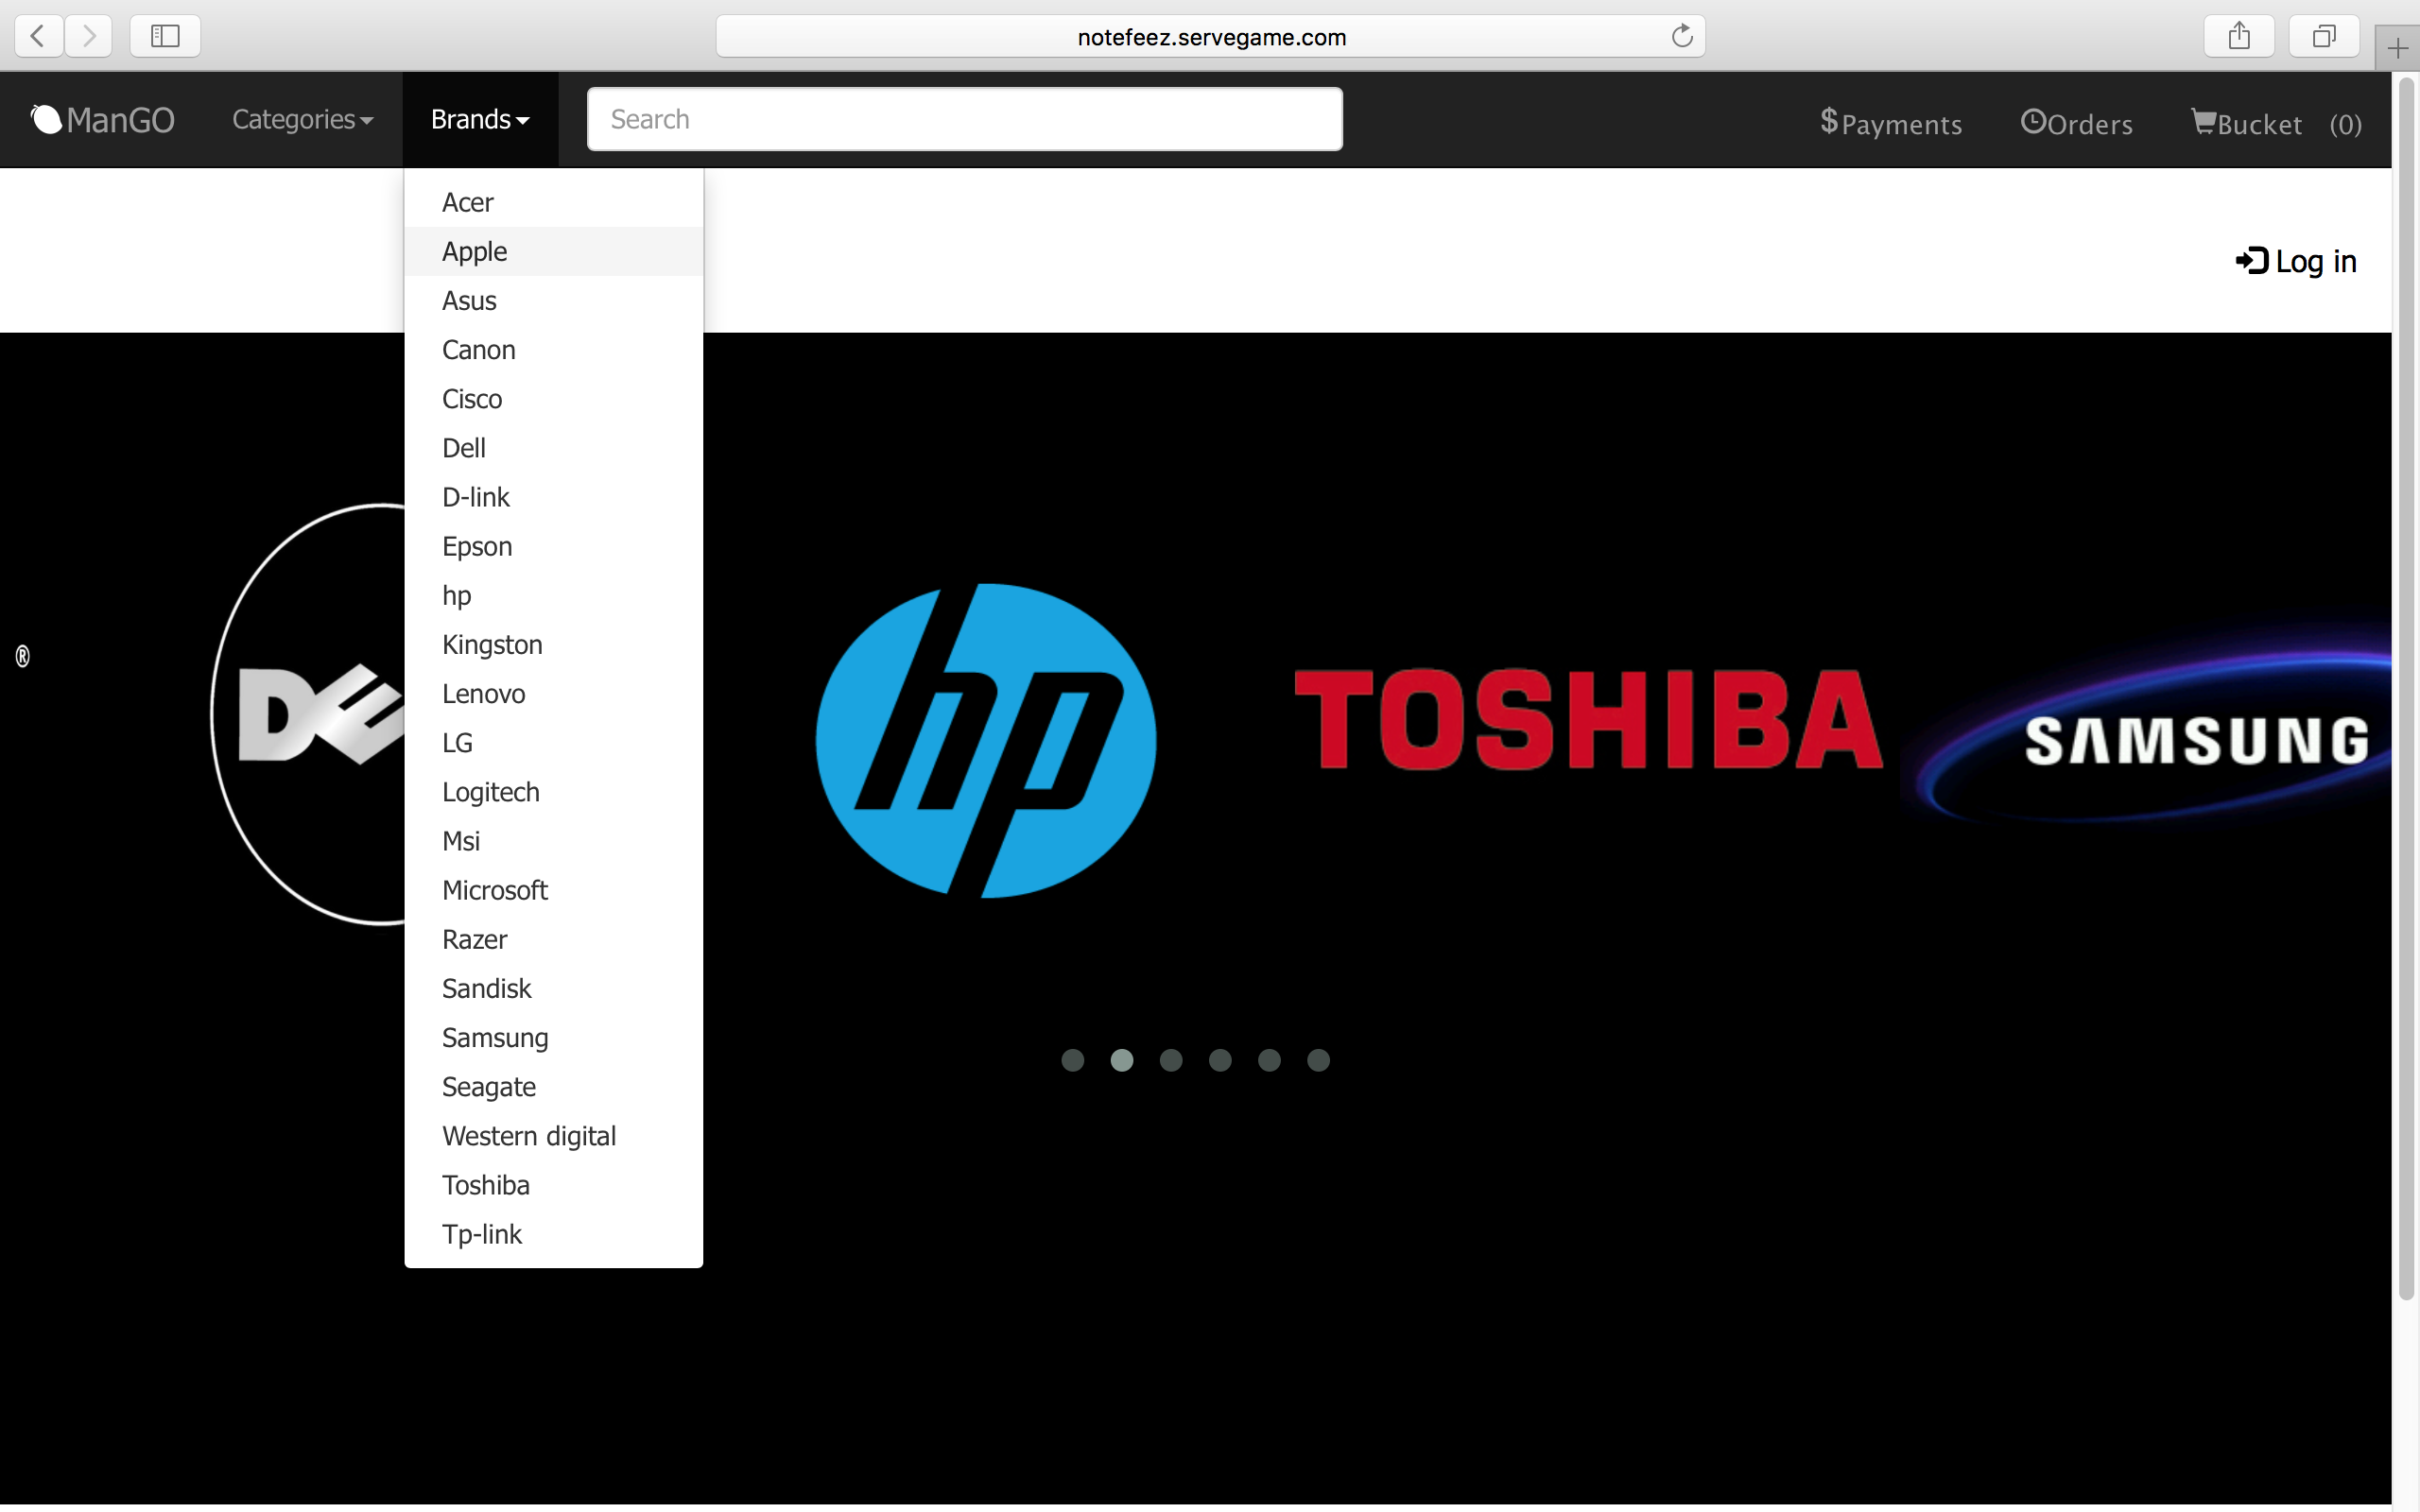 notefeez.servegame.com
ManGO Categories Brands Search $Payments Orders Bucket (0)
Log in
Acer
Apple
Asus
Canon
Cisco
Dell
D-link
Epson
hp
Kingston
Lenovo
LG
Logitech
Msi
Microsoft
Razer
Sandisk
Samsung
Seagate
Western digital
Toshiba
Tp-link
®
DE
hp
TOSHIBA
SAMSUNG